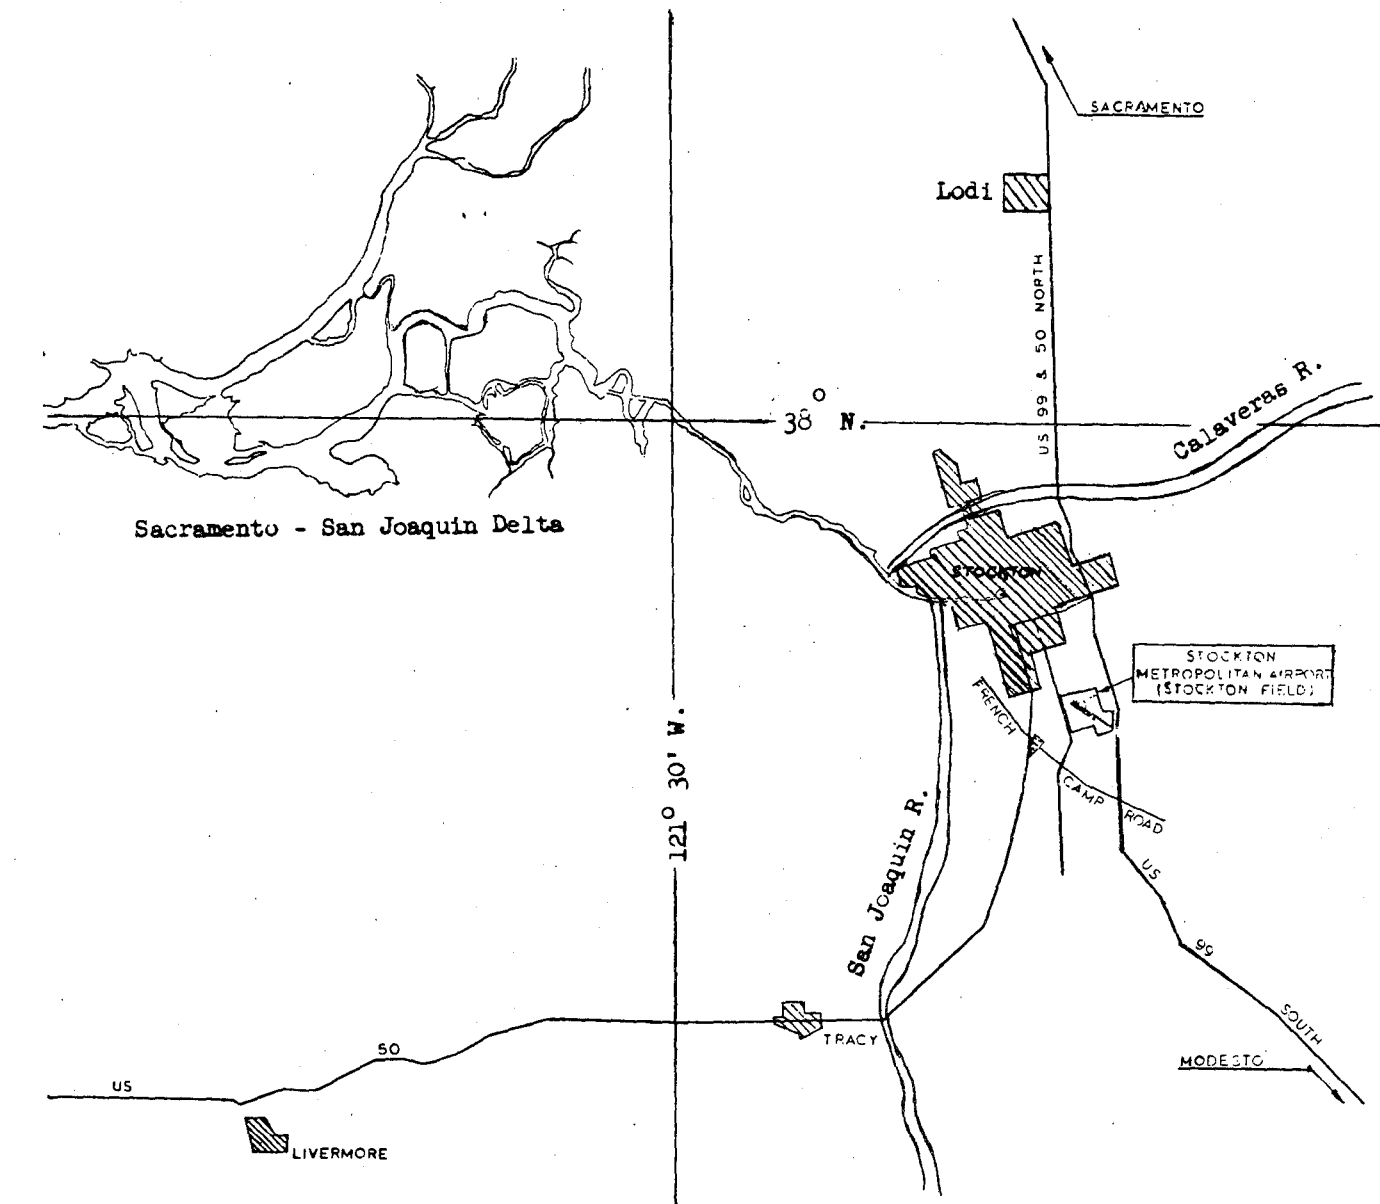 SACRAMENTO
Lodi
US 99 & 50 NORTH
Calaveras R.
38° N.
Sacramento - San Joaquin Delta
STOCKTON
STOCKTON
METROPOLITAN AIRPORT
(STOCKTON FIELD)
FRENCH CAMP ROAD
121° 30' W.
San Joaquin R.
US 99 SOUTH
TRACY
MODESTO
US 50
LIVERMORE